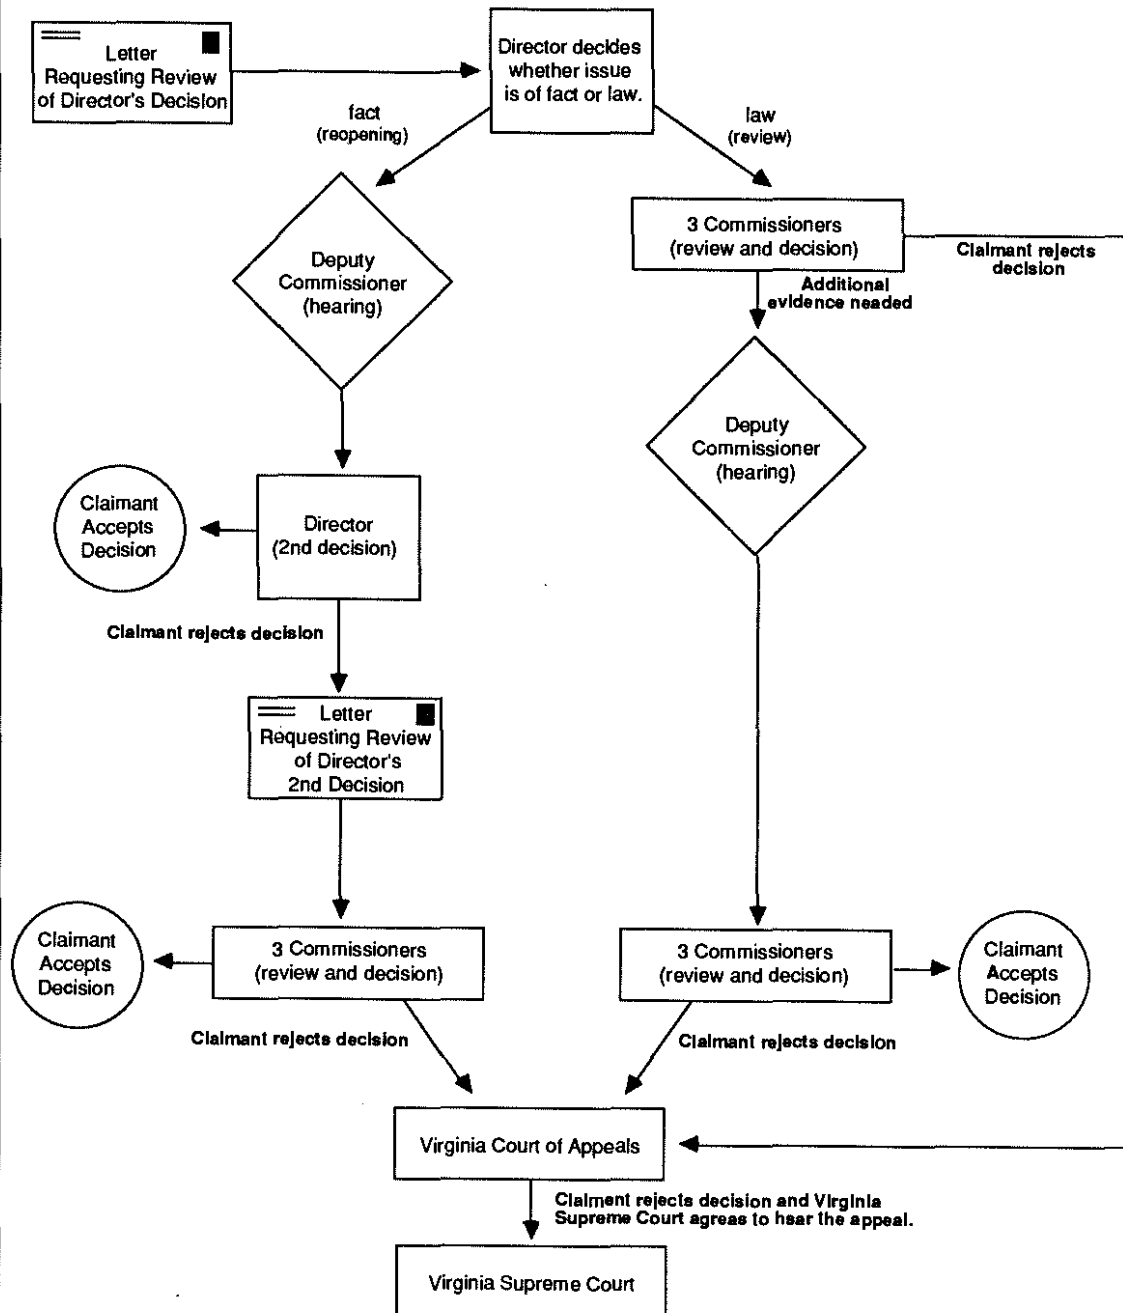 Letter
Requesting Review
of Director's Decision
Director decides
whether issue
is of fact or law.
fact
(reopening)
law
(review)
3 Commissioners
(review and decision)
Claimant rejects
decision
Additional
evidence needed
Deputy
Commissioner
(hearing)
Deputy
Commissioner
(hearing)
Claimant
Accepts
Decision
Director
(2nd decision)
Claimant rejects decision
Letter
Requesting Review
of Director's
2nd Decision
Claimant
Accepts
Decision
3 Commissioners
(review and decision)
3 Commissioners
(review and decision)
Claimant
Accepts
Decision
Claimant rejects decision
Claimant rejects decision
Virginia Court of Appeals
Claiment rejects decision and Virginia
Supreme Court agreas to hsar the appeal.
Virginia Supreme Court